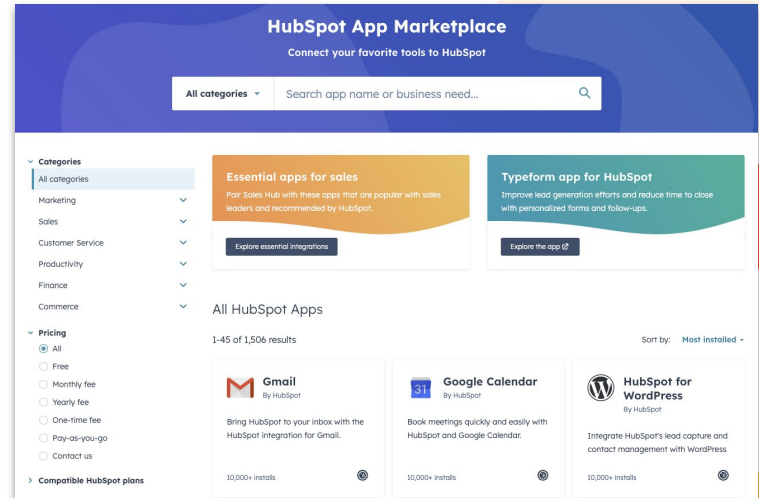 HubSpot App Marketplace
Connect your favorite tools to HubSpot
All categories
Search app name or business need...
Categories
All categories
Marketing
Sales
Customer Service
Productivity
Finance
Commerce
Pricing
All
Free
Monthly fee
Yearly fee
One-time fee
Pay-as-you-go
Contact us
Compatible HubSpot plans
Essential apps for sales
Pair Sales Hub with these apps that are popular with sales
leaders and recommended by HubSpot.
Explore essential integrations
Typeform app for HubSpot
Improve lead generation efforts and reduce time to close
with personalized forms and follow-ups.
Explore the app
All HubSpot Apps
1-45 of 1,506 results
Sort by: Most installed
Gmail
By HubSpot
Bring HubSpot to your inbox with the
HubSpot integration for Gmail.
10,000+ installs
31
Google Calendar
By HubSpot
Book meetings quickly and easily with
HubSpot and Google Calendar.
10,000+ installs
HubSpot for
WordPress
By HubSpot
Integrate HubSpot's lead capture and
contact management with WordPress
10,000+ installs